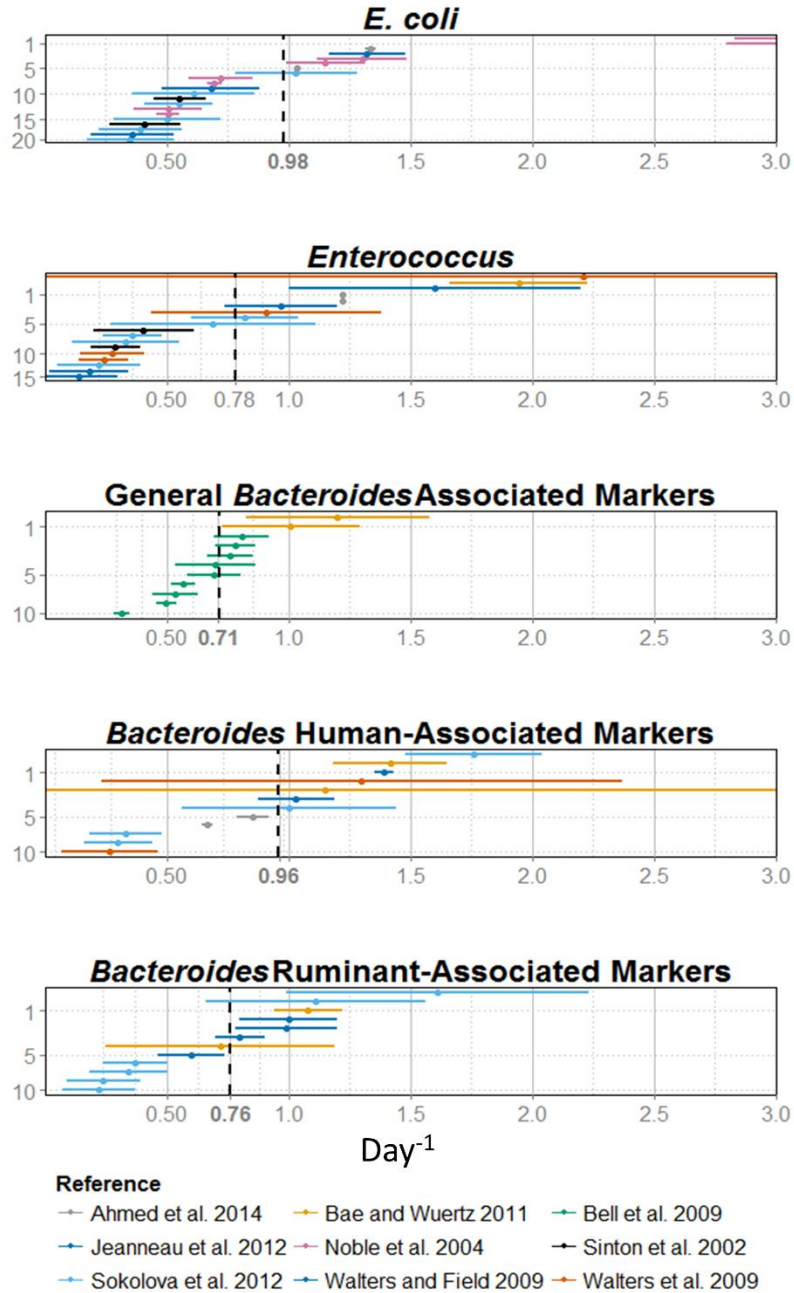 E. coli
1
5
10
15
20
0.50 0.98 1.5 2.0 2.5 3.0
Enterococcus
1
5
10
15
0.50 0.78 1.0 1.5 2.0 2.5 3.0
General Bacteroides Associated Markers
1
5
10
0.50 0.71 1.0 1.5 2.0 2.5 3.0
Bacteroides Human-Associated Markers
1
5
10
0.50 0.96 1.5 2.0 2.5 3.0
Bacteroides Ruminant-Associated Markers
1
5
10
0.50 0.76 1.0 1.5 2.0 2.5 3.0
Day-1
Reference
Ahmed et al. 2014 Bae and Wuertz 2011 Bell et al. 2009
Jeanneau et al. 2012 Noble et al. 2004 Sinton et al. 2002
Sokolova et al. 2012 Walters and Field 2009 Walters et al. 2009